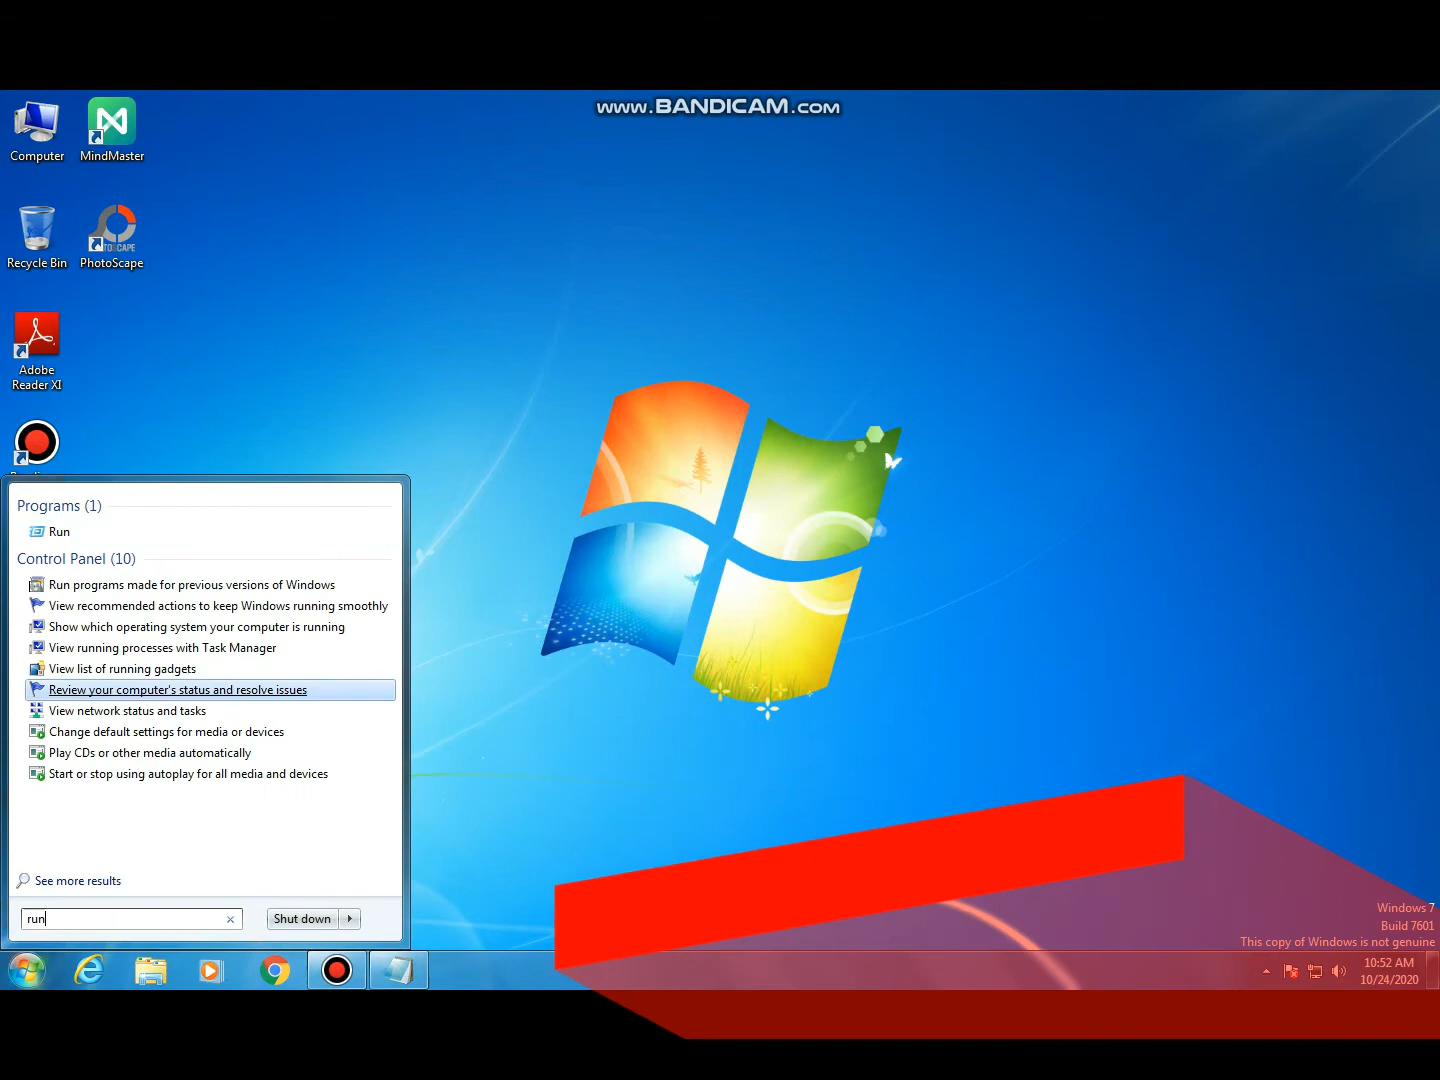 www.BANDICAM.com
Computer
MindMaster
Recycle Bin
PhotoScape
Adobe
Reader XI
Programs (1)
Run
Control Panel (10)
Run programs made for previous versions of Windows
View recommended actions to keep Windows running smoothly
Show which operating system your computer is running
View running processes with Task Manager
View list of running gadgets
Review your computer's status and resolve issues
View network status and tasks
Change default settings for media or devices
Play CDs or other media automatically
Start or stop using autoplay for all media and devices
See more results
run
Shut down
Windows 7
Build 7601
This copy of Windows is not genuine
10:52 AM
10/24/2020